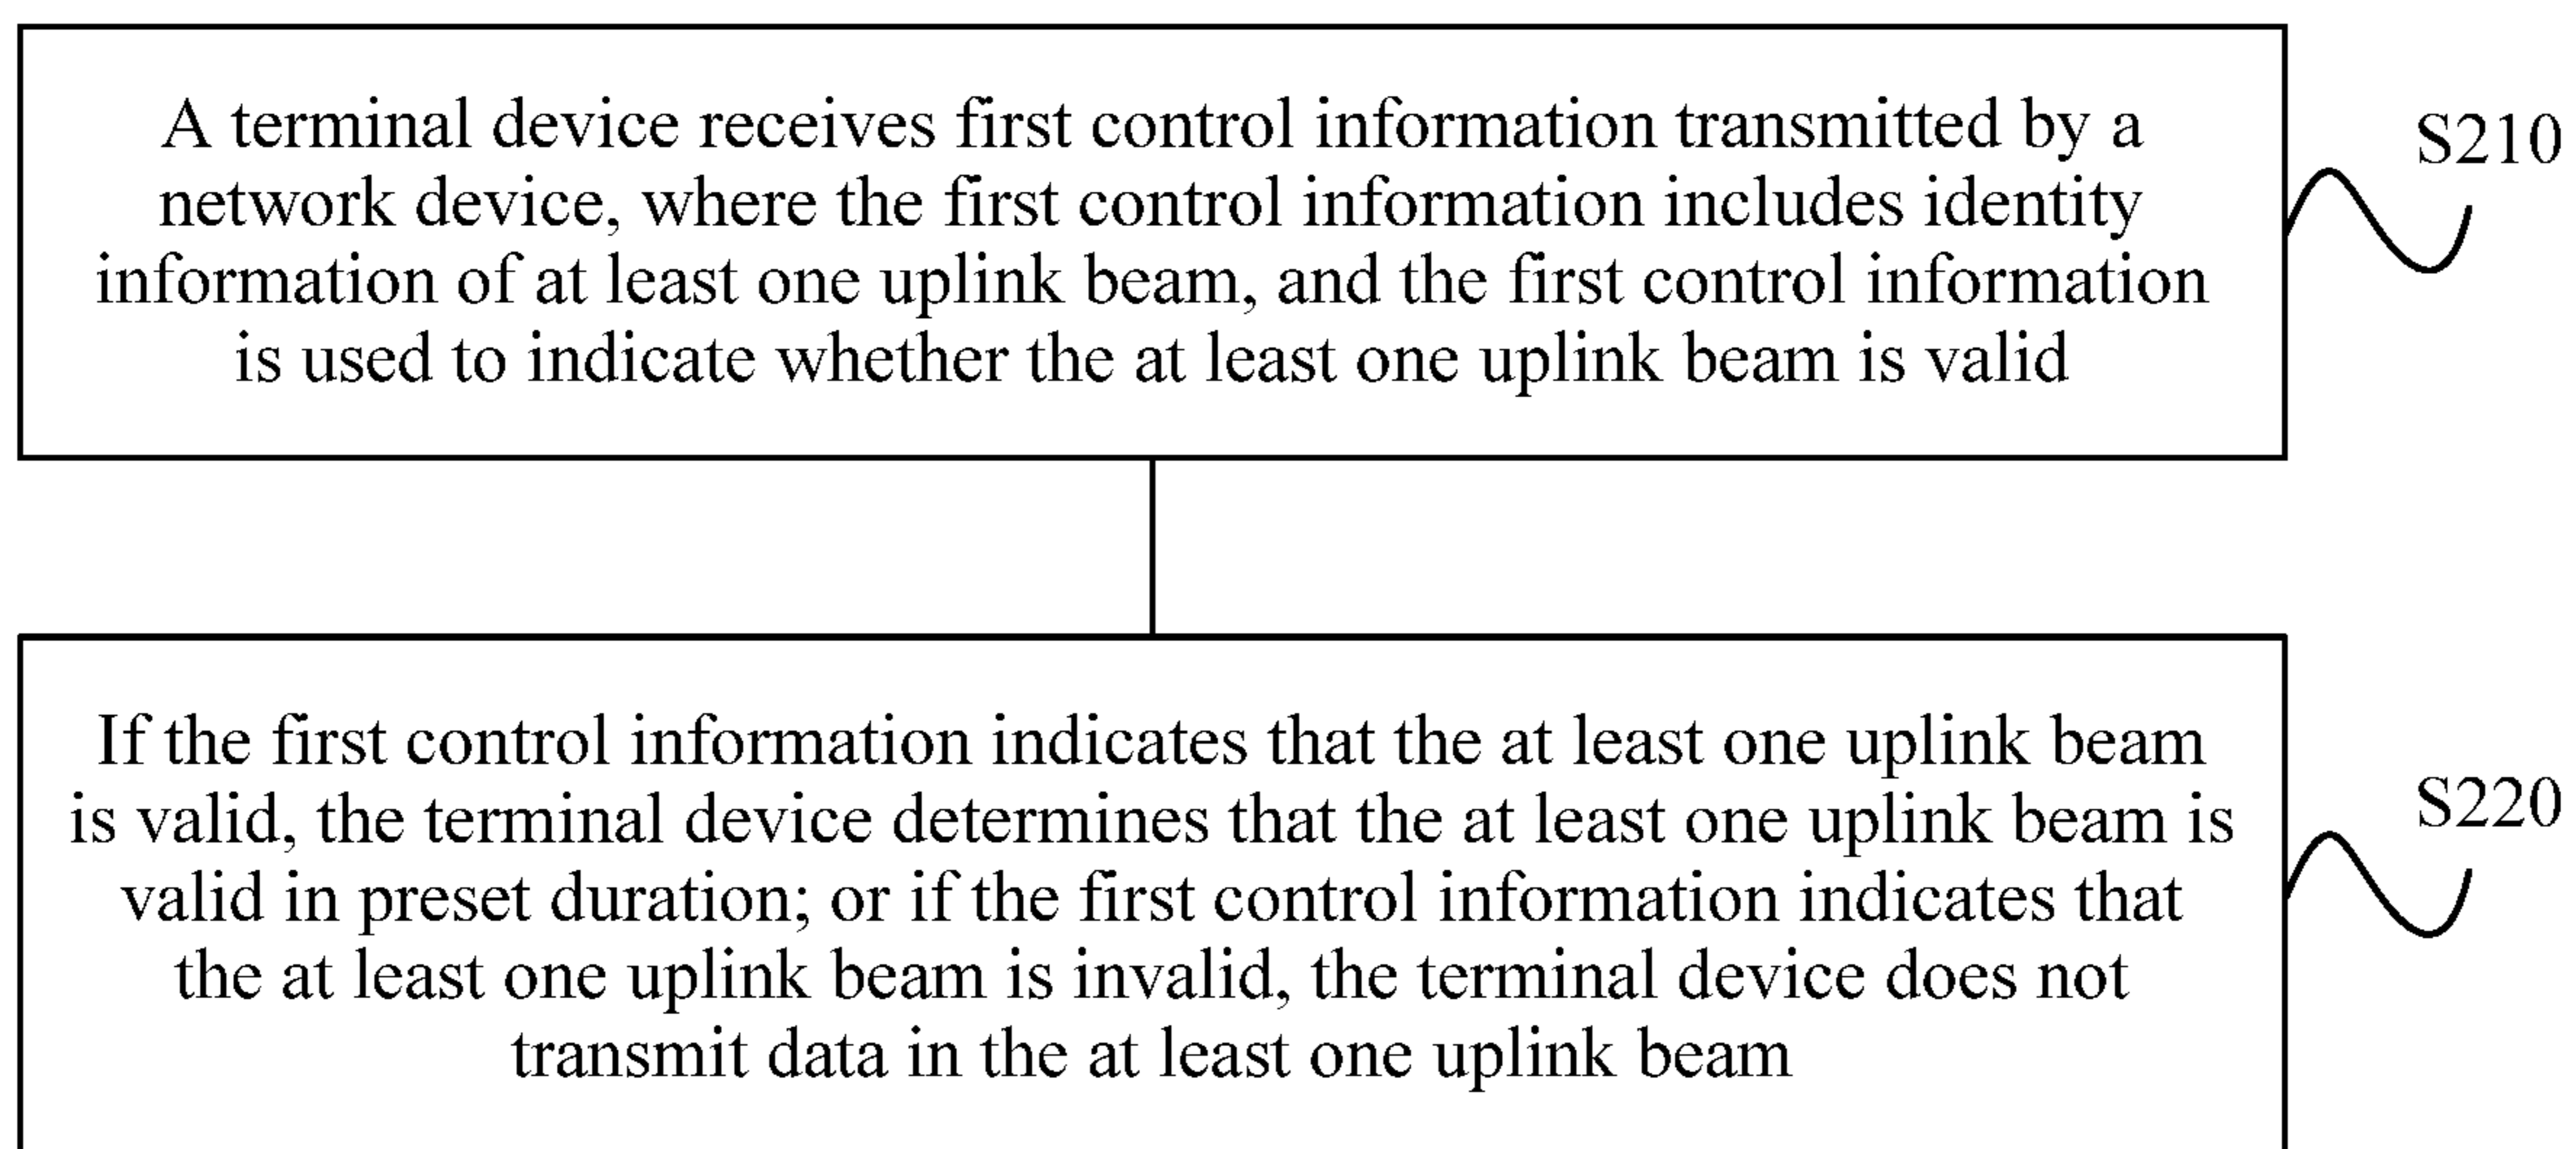 A terminal device receives first control information transmitted by a
network device, where the first control information includes identity
information of at least one uplink beam, and the first control information
is used to indicate whether the at least one uplink beam is valid
S210
If the first control information indicates that the at least one uplink beam
is valid, the terminal device determines that the at least one uplink beam is
valid in preset duration; or if the first control information indicates that
the at least one uplink beam is invalid, the terminal device does not
transmit data in the at least one uplink beam
S220